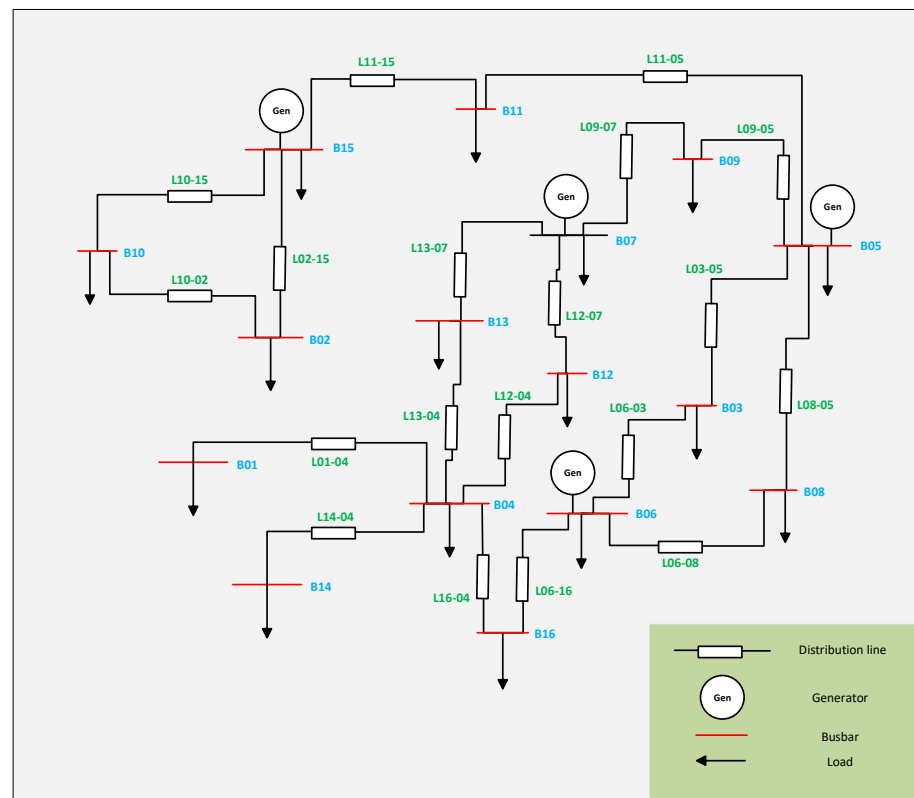 L11-05
L11-15
Gen
B11
L09-07
L09-05
B15
B09
L10-15
Gen
Gen
B07
B05
L13-07
B10
L02-15
L03-05
L10-02
L12-07
B13
B02
B12
L12-04
L06-03
B03
L08-05
L13-04
L01-04
B01
Gen
B08
B04
B06
L14-04
L06-08
B14
L16-04
L06-16
B16
Distribution line
Gen
Generator
Busbar
Load